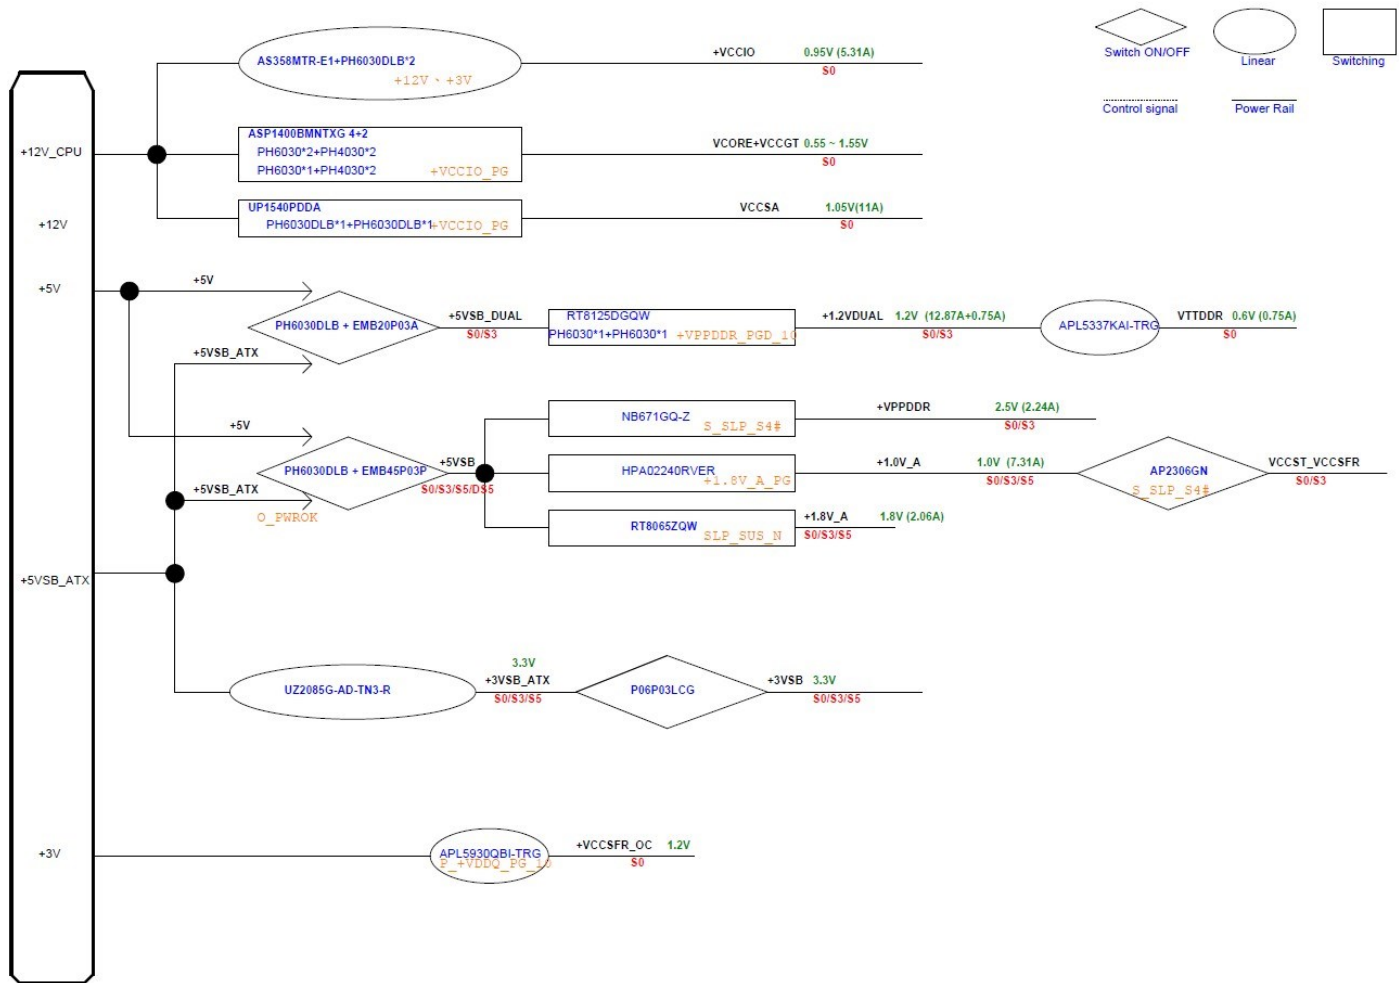 Switch ON/OFF
Linear
Switching
Control signal
Power Rail
+12V_CPU
+12V
+5V
+5VSB_ATX
+3V
AS358MTR-E1+PH6030DLB*2
+12V、+3V
+VCCIO 0.95V (5.31A)
S0
ASP1400BMNTXG 4+2
PH6030*2+PH4030*2
PH6030*1+PH4030*2 +VCCIO_PG
VCORE+VCCGT 0.55 ~ 1.55V
S0
UP1540PDDA
PH6030DLB*1+PH6030DLB*1 +VCCIO_PG
VCCSA 1.05V(11A)
S0
+5V
+5VSB_ATX
PH6030DLB + EMB20P03A
+5VSB_DUAL
S0/S3
RT8125DGQW
PH6030*1+PH6030*1 +VPPDDR_PGD_10
+1.2VDUAL 1.2V (12.87A+0.75A)
S0/S3
APL5337KAI-TRG
VTTDDR 0.6V (0.75A)
S0
+5V
+5VSB_ATX
O_PWROK
PH6030DLB + EMB45P03P
+5VSB
S0/S3/S5/DS5
NB671GQ-Z
S_SLP_S4#
+VPPDDR 2.5V (2.24A)
S0/S3
HPA02240RVER
+1.8V_A_PG
+1.0V_A 1.0V (7.31A)
S0/S3/S5
AP2306GN
S_SLP_S4#
VCCST_VCCSFR
S0/S3
RT8065ZQW
SLP_SUS_N
+1.8V_A 1.8V (2.06A)
S0/S3/S5
UZ2085G-AD-TN3-R
3.3V
+3VSB_ATX
S0/S3/S5
P06P03LCG
+3VSB 3.3V
S0/S3/S5
APL5930QBI-TRG
P_+VDDQ_PG_10
+VCCSFR_OC 1.2V
S0